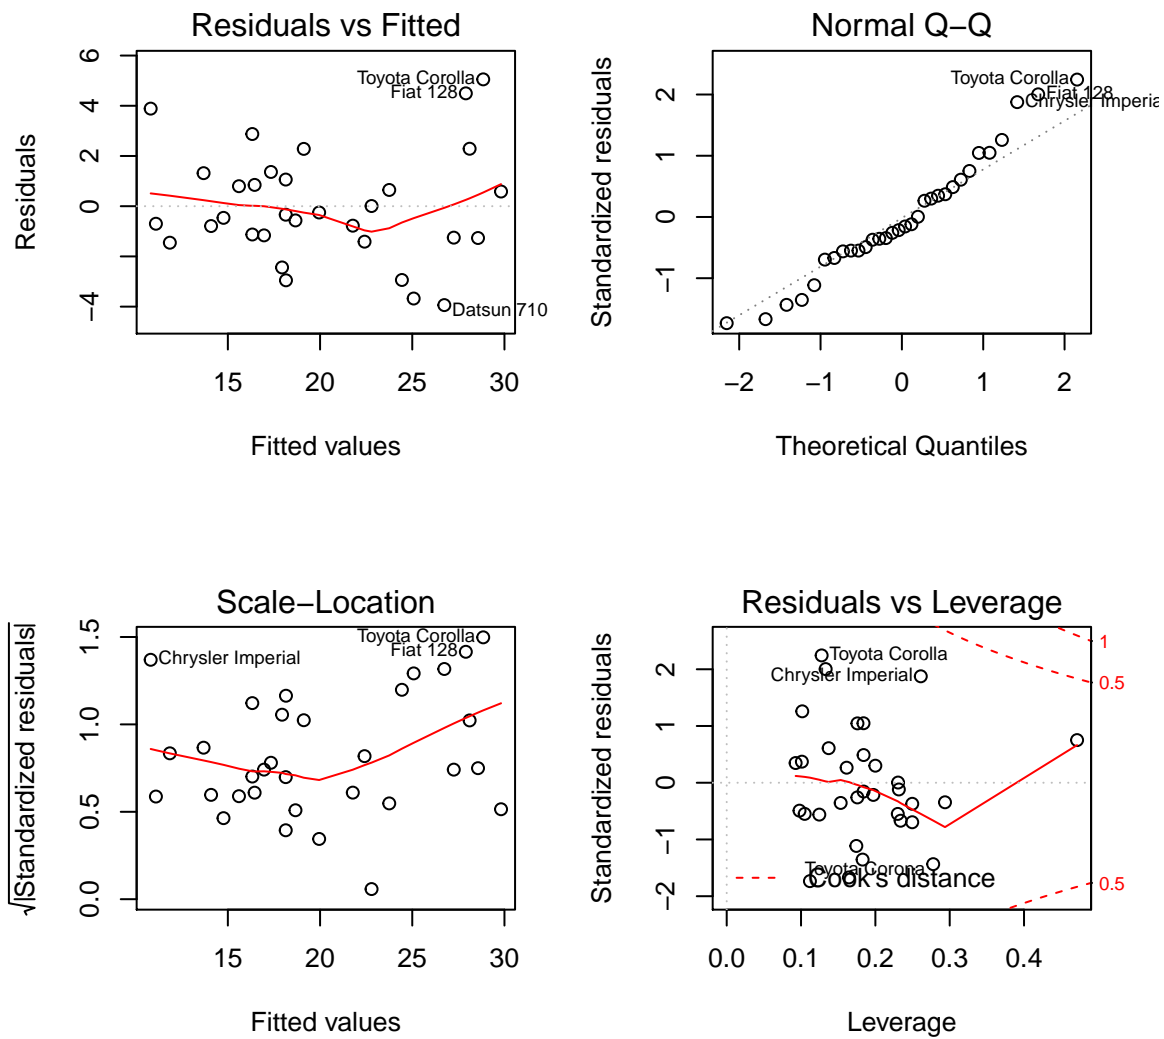 Residuals vs Fitted
Residuals
6
4
2
0
−4
Toyota Corolla
Fiat 128
Datsun 710
15 20 25 30
Fitted values
Normal Q−Q
Standardized residuals
2
1
0
−1
Toyota Corolla
Fiat 128
Chrysler Imperia
−2 −1 0 1 2
Theoretical Quantiles
Scale−Location
√|Standardized residuals|
1.5
1.0
0.5
0.0
Toyota Corolla
Fiat 128
Chrysler Imperial
15 20 25 30
Fitted values
Residuals vs Leverage
Standardized residuals
2
1
0
−1
−2
Toyota Corolla
Chrysler Imperial
Toyota Corona
Cook's distance
1
0.5
0.5
0.0 0.1 0.2 0.3 0.4
Leverage